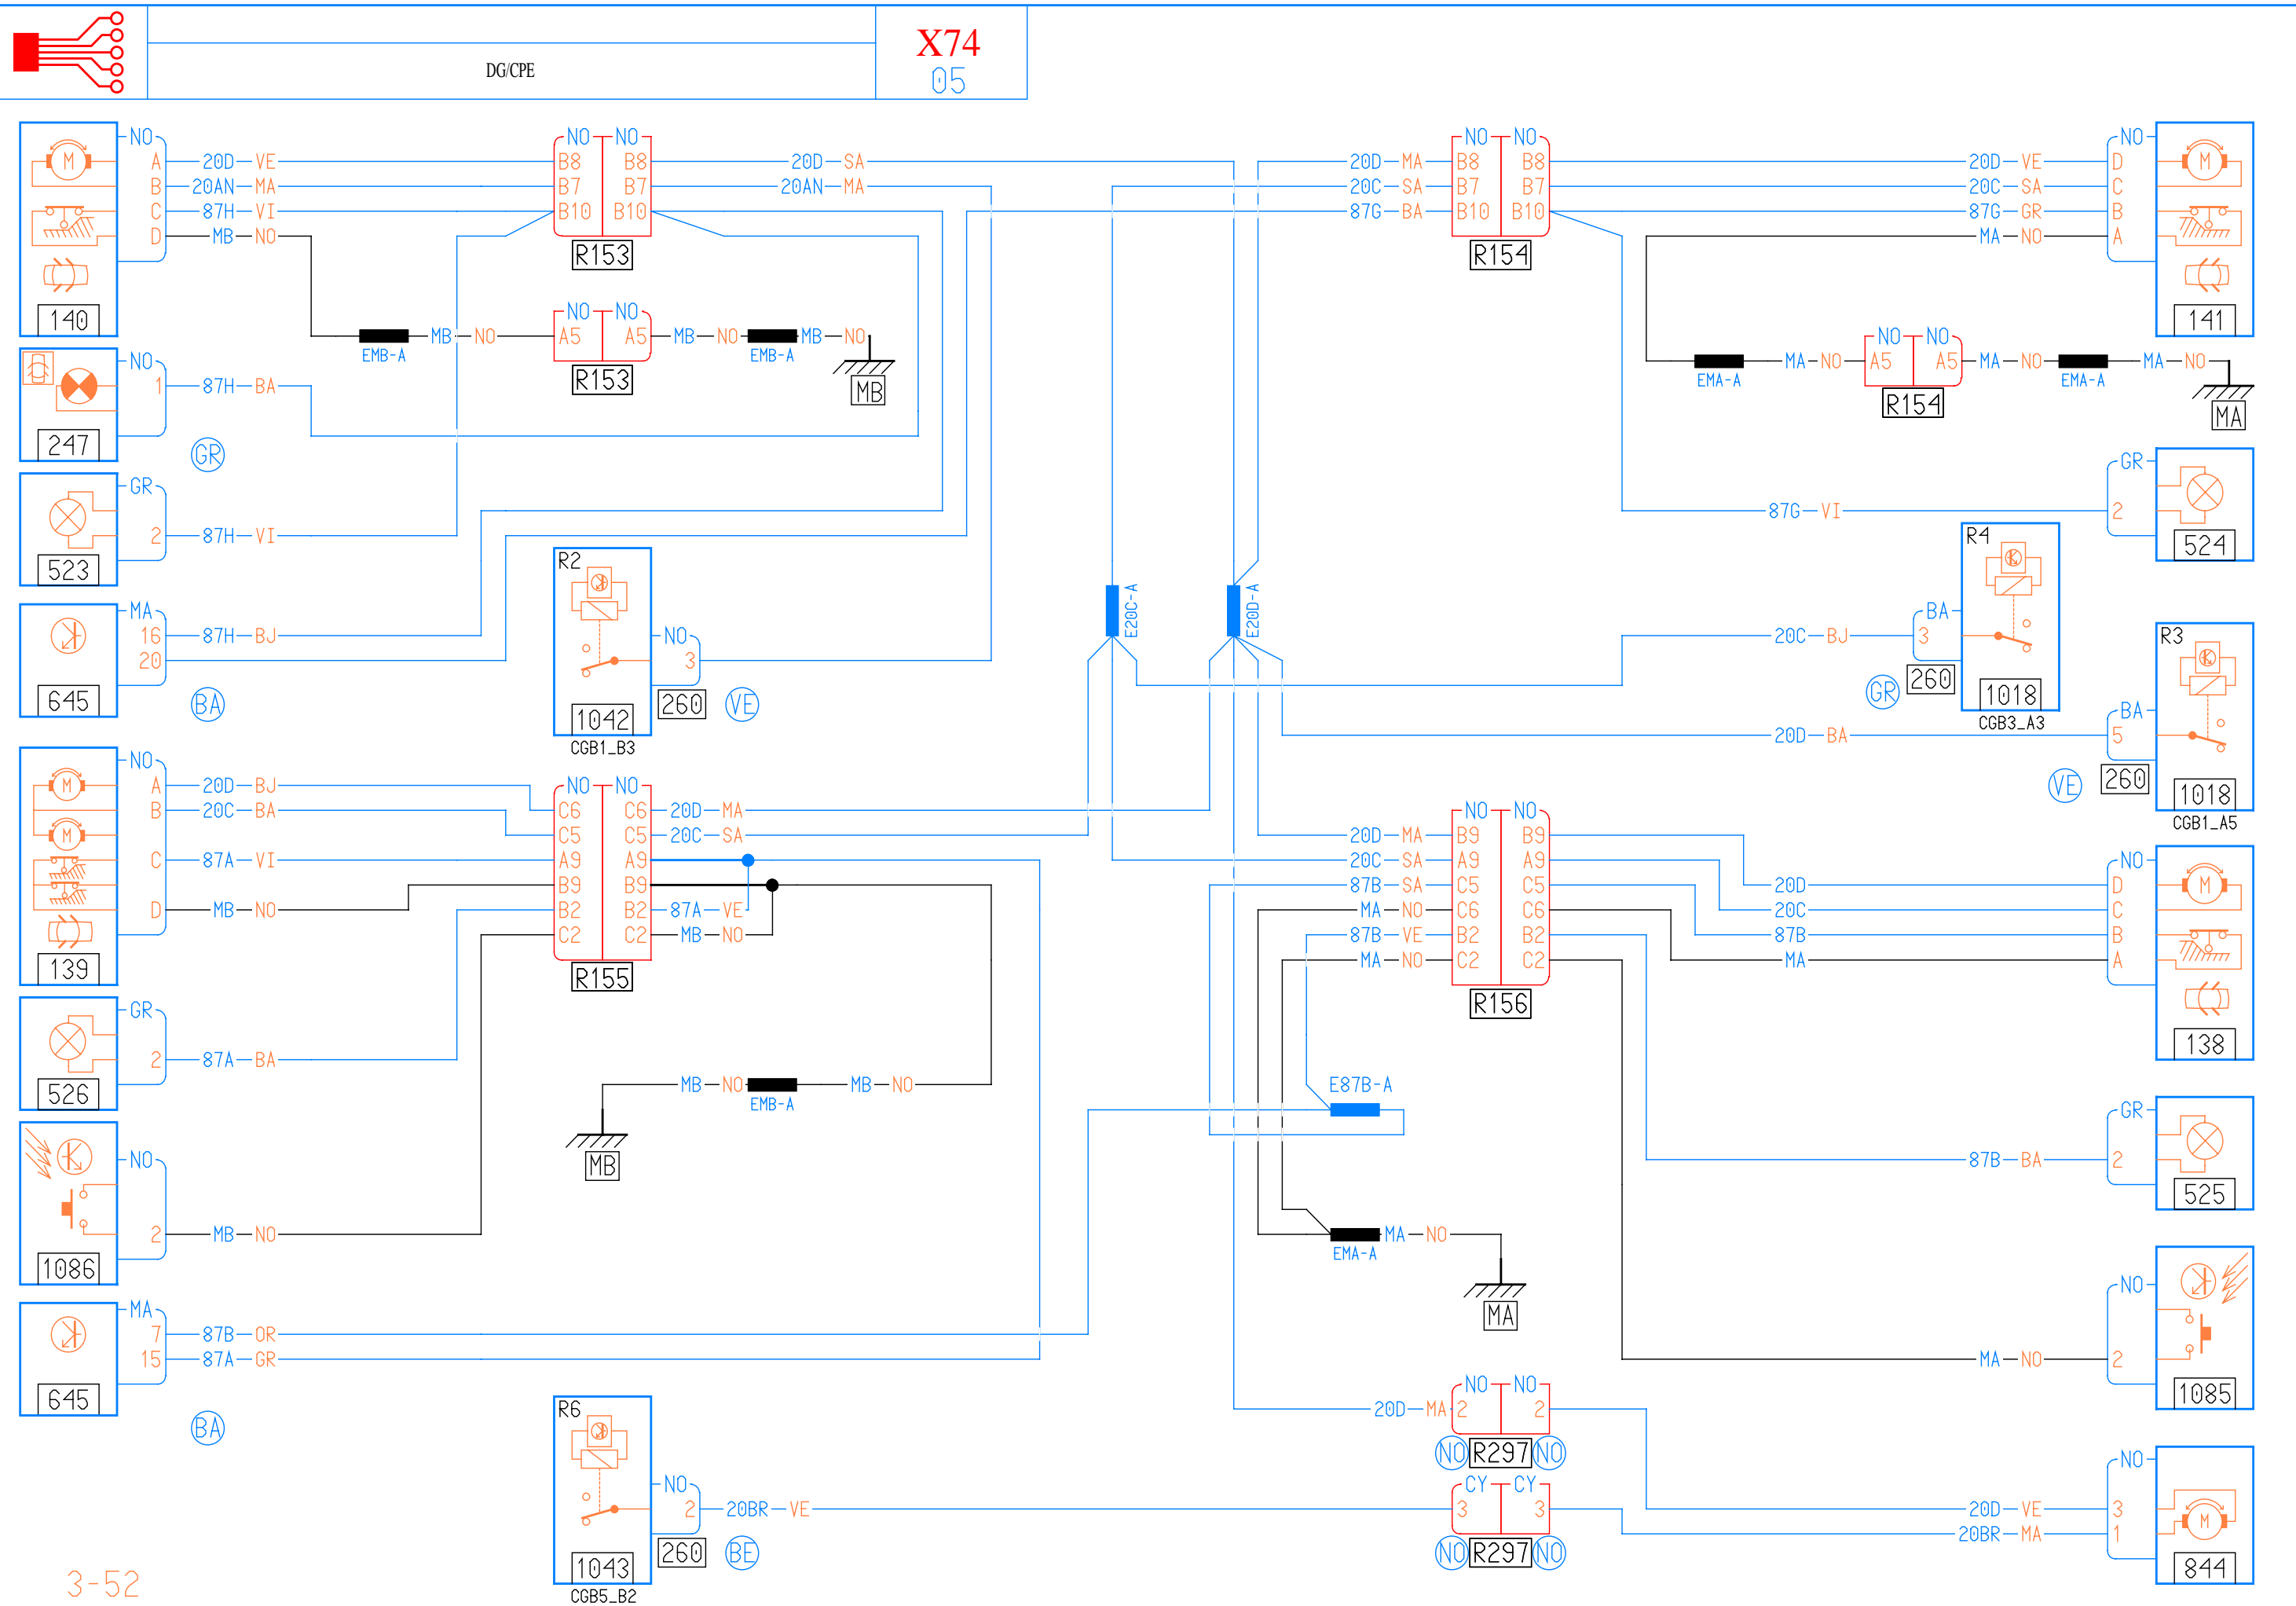 X74
DG/CPE
05
NO NO NO NO NO NO
A 20D VE B8 B8 20D SA 20D MA B8 B8 20D VE D
M M
B 20AN MA B7 B7 20AN MA 20C SA B7 B7 20C SA C
C 87H VI B10 B10 87G BA B10 B10 87G GR B
D MB NO MA NO A
R153 R154
140 NO NO 141
MB NO A5 A5 MB NO MB NO NO NO
EMB-A EMB-A
NO MA NO A5 A5 MA NO MA NO
R153 EMA-A EMA-A
1 87H BA MB R154 MA
247 GR
GR GR
87G VI 2
2 87H VI
523 R2 R4 524
E20C-A E20D-A
MA BA
16 87H BJ NO 20C BJ 3 R3
20 3
645 BA 1042 260 VE GR 260 1018
CGB1_B3 CGB3_A3
BA
20D BA 5
NO VE 260
M A 20D BJ NO NO 1018
B 20C BA C6 C6 20D MA NO NO CGB1_A5
M C5 C5 20C SA 20D MA B9 B9
C 87A VI A9 A9 20C SA A9 A9 NO
B9 B9 87B SA C5 C5 20D D M
D MB NO B2 B2 87A VE MA NO C6 C6 20C C
C2 C2 MB NO 87B VE B2 B2 87B B
139 R155 MA NO C2 C2 MA A
GR R156
138
2 87A BA
526 MB NO MB NO E87B-A
EMB-A
GR
NO MB 87B BA 2
525
2 MB NO MA NO
1086 EMA-A
NO
MA MA
7 87B OR
15 87A GR MA NO 2
645 NO NO 1085
R6 20D MA 2 2
BA NO R297 NO
NO
NO CY CY
2 20BR VE 3 3 20D VE 3
M
20BR MA 1
1043 260 BE NO R297 NO 844
3-52 CGB5_B2